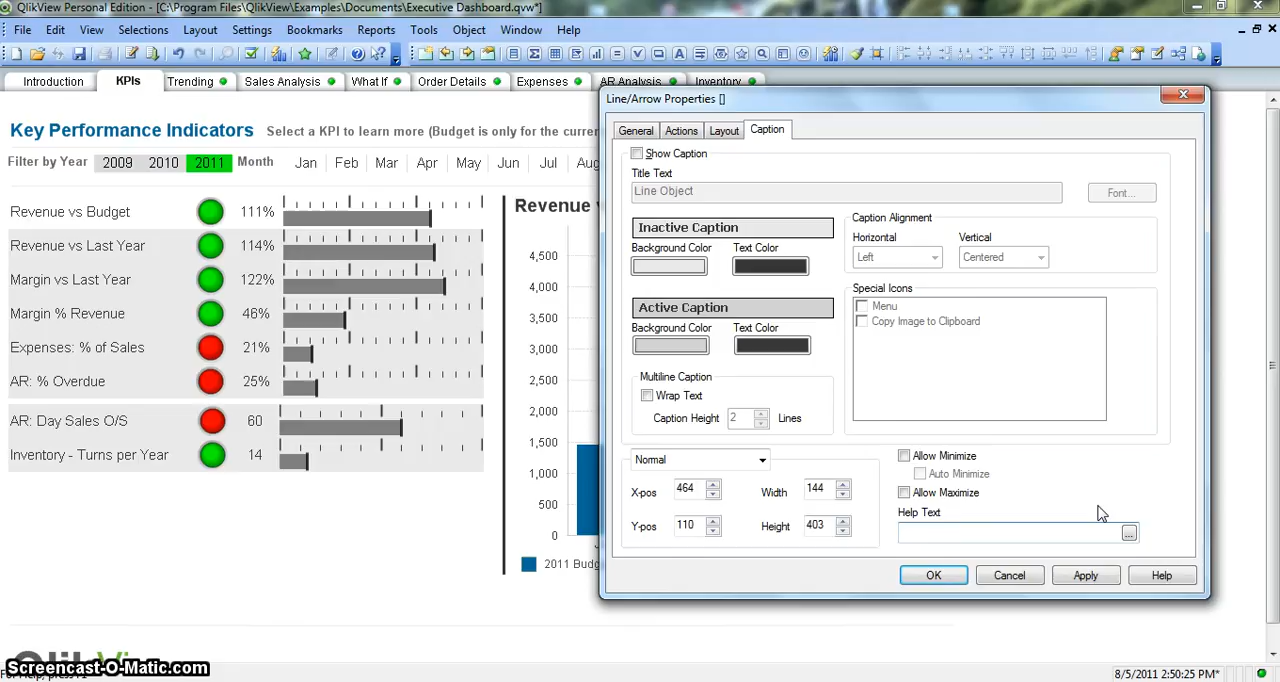 QlikView Personal Edition - [C:\Program Files\QlikView\Examples\Documents\Executive Dashboard.qvw*]
File Edit View Selections Layout Settings Bookmarks Reports Tools Object Window Help
Introduction KPIs Trending Sales Analysis What If Order Details Expenses AR Analysis Inventory
Key Performance Indicators Select a KPI to learn more (Budget is only for the curren
Filter by Year 2009 2010 2011 Month Jan Feb Mar Apr May Jun Jul Aug
Revenue vs Budget 111%
Revenue vs Last Year 114%
Margin vs Last Year 122%
Margin % Revenue 46%
Expenses: % of Sales 21%
AR: % Overdue 25%
AR: Day Sales O/S 60
Inventory - Turns per Year 14
Revenue
4,500
4,000
3,500
3,000
2,500
2,000
1,500
1,000
500
0
2011 Budg
Line/Arrow Properties []
General Actions Layout Caption
Show Caption
Title Text
Line Object Font...
Inactive Caption
Background Color Text Color
Caption Alignment
Horizontal Vertical
Left Centered
Active Caption
Background Color Text Color
Special Icons
Menu
Copy Image to Clipboard
Multiline Caption
Wrap Text
Caption Height 2 Lines
Normal
X-pos 464 Width 144
Y-pos 110 Height 403
Allow Minimize
Auto Minimize
Allow Maximize
Help Text
...
OK Cancel Apply Help
Screencast-O-Matic.com
8/5/2011 2:50:25 PM*